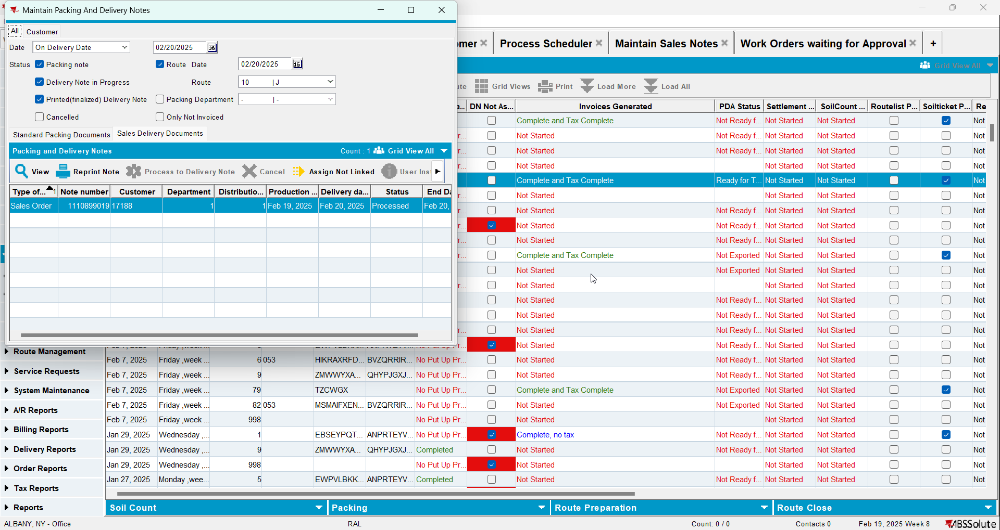 Maintain Packing And Delivery Notes
All Customer
Date On Delivery Date 02/20/2025
Status Packing note Route Date 02/20/2025
Delivery Note in Progress Route 10 | J
Printed(finalized) Delivery Note Packing Department - | -
Cancelled Only Not Invoiced
Standard Packing Documents Sales Delivery Documents
Packing and Delivery Notes Count : 1 Grid View All
View Reprint Note Process to Delivery Note Cancel Assign Not Linked User Ins
Type of... 1 Note number Customer Department Distributio... Production ... Delivery da... Status End Da
Sales Order 1110899019 17188 1 1 Feb 19, 2025 Feb 20, 2025 Processed Feb 20,
mer Process Scheduler Maintain Sales Notes Work Orders waiting for Approval +
Grid View All
ute Grid Views Print Load More Load All
a... DN Not As... Invoices Generated PDA Status Settlement ... SoilCount ... Routelist P... Soilticket P... Re
Complete and Tax Complete Not Ready f... Not Started Not Started Not
r... Not Started Not Ready f... Not Started Not Started Not
r... Not Started Not Ready f... Not Started Not Started Not
r... Not Started Not Started Not Started Not
Complete and Tax Complete Ready for T... Not Started Not Started Not
r... Not Started Not Started Not Started Not
r... Not Started Not Ready f... Not Started Not Started Not
r... Not Started Not Ready f... Not Started Not Started Not
r... Not Started Not Ready f... Not Started Not Started Not
r... Complete and Tax Complete Not Exported Not Started Not Started Not
Not Started Not Exported Not Started Not Started Not
r... Not Started Not Started Not Started Not
Not Started Not Ready f... Not Started Not Started Not
Not Started Not Ready f... Not Started Not Started Not
r... Not Started Not Ready f... Not Started Not Started Not
Not Started Not Ready f... Not Started Not Started Not
Feb 7, 2025 Friday ,week ... 6 053 HIKRAXRFD... BVZQRRIR... No Put Up Pr... Not Started Not Ready f... Not Started Not Started Not
Feb 7, 2025 Friday ,week ... 9 ZMWWYXA... QHYPJGXJ... No Put Up Pr... Not Started Not Ready f... Not Started Not Started Not
Feb 7, 2025 Friday ,week ... 79 TZCWGX No Put Up Pr... Complete and Tax Complete Not Exported Not Started Not Started Not
Feb 7, 2025 Friday ,week ... 82 053 MSMAIFXEN... BVZQRRIR... No Put Up Pr... Not Started Not Exported Not Started Not Started Not
Feb 7, 2025 Friday ,week ... 998 No Put Up Pr... Not Started Not Started Not Started Not
Jan 29, 2025 Wednesday ,... 1 EBSEYPQT... ANPRTEYV... No Put Up Pr... Complete, no tax Not Ready f... Not Started Not Started Not
Jan 29, 2025 Wednesday ,... 9 ZMWWYXA... QHYPJGXJ... Completed Not Started Not Ready f... Not Started Not Started Not
Jan 29, 2025 Wednesday ,... 998 No Put Up Pr... Not Started Not Started Not Started Not
Jan 27, 2025 Monday ,wee... 5 EWPVLBKK... ANPRTEYV... Completed Not Started Not Ready f... Not Started Not Started Not
Route Management
Service Requests
System Maintenance
A/R Reports
Billing Reports
Delivery Reports
Order Reports
Tax Reports
Reports
Soil Count Packing Route Preparation Route Close
ALBANY, NY - Office RAL Count: 0 / 0 Contacts 0 Feb 19, 2025 Week 8 ABSSolute